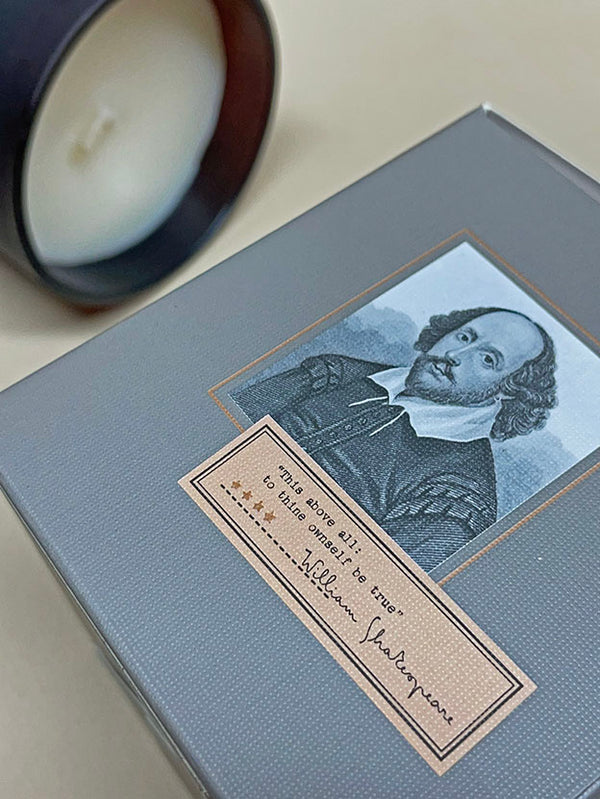 "This above all:
to thine ownself be true"
William Shakespeare